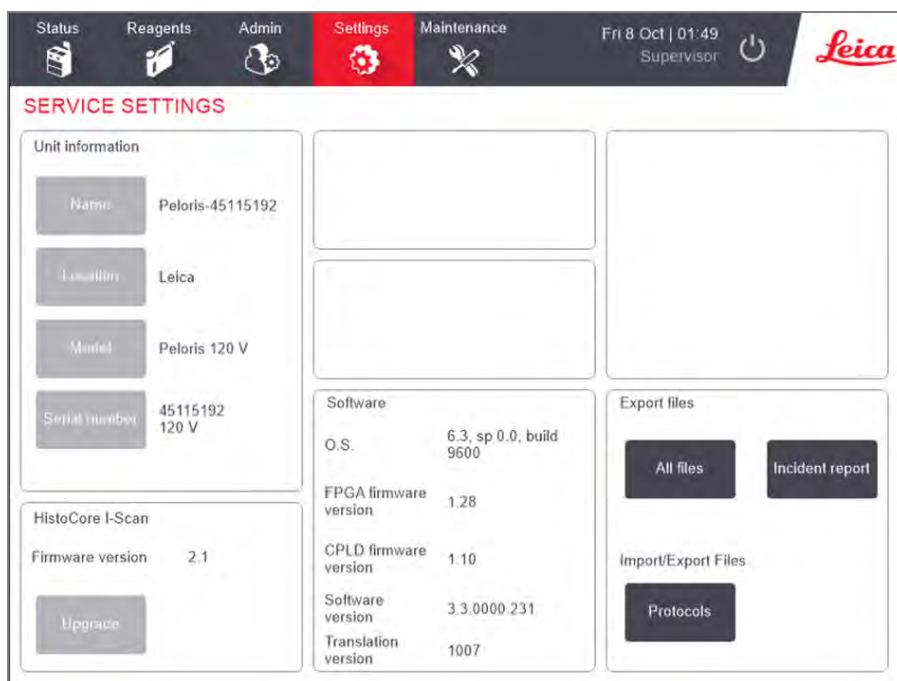 Status Reagents Admin Settings Maintenance
Fri 8 Oct | 01:49
Supervisor
Leica
SERVICE SETTINGS
Unit information
Name Peloris-45115192
Location Leica
Model Peloris 120 V
Serial number 45115192
120 V
HistoCore I-Scan
Firmware version 2.1
Upgrade
Software
O.S. 6.3, sp 0.0, build
9600
FPGA firmware
version 1.28
CPLD firmware
version 1.10
Software
version 3.3.0000.231
Translation
version 1007
Export files
All files Incident report
Import/Export Files
Protocols